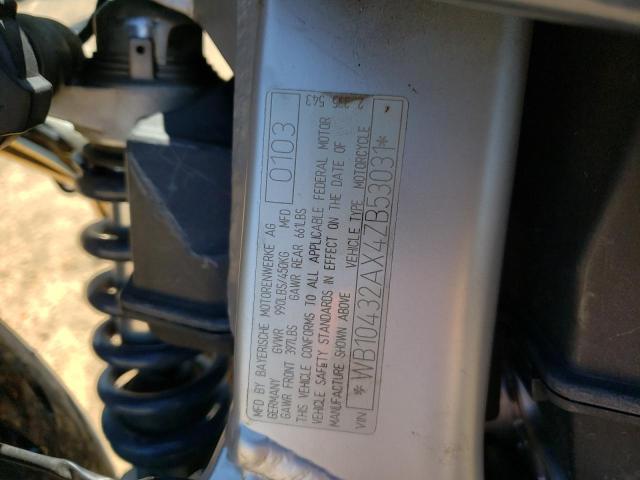 MFD BY BAYERISCHE MOTORENWERKE AG
GERMANY GVWR 990LBS/450KG MFD 0103
GAWR FRONT 397LBS GAWR REAR 661LBS
THIS VEHICLE CONFORMS TO ALL APPLICABLE FEDERAL MOTOR
VEHICLE SAFETY STANDARDS IN EFFECT ON THE DATE OF
MANUFACTURE SHOWN ABOVE VEHICLE TYPE MOTORCYCLE
VIN *WB10432AX4ZB53031*
543